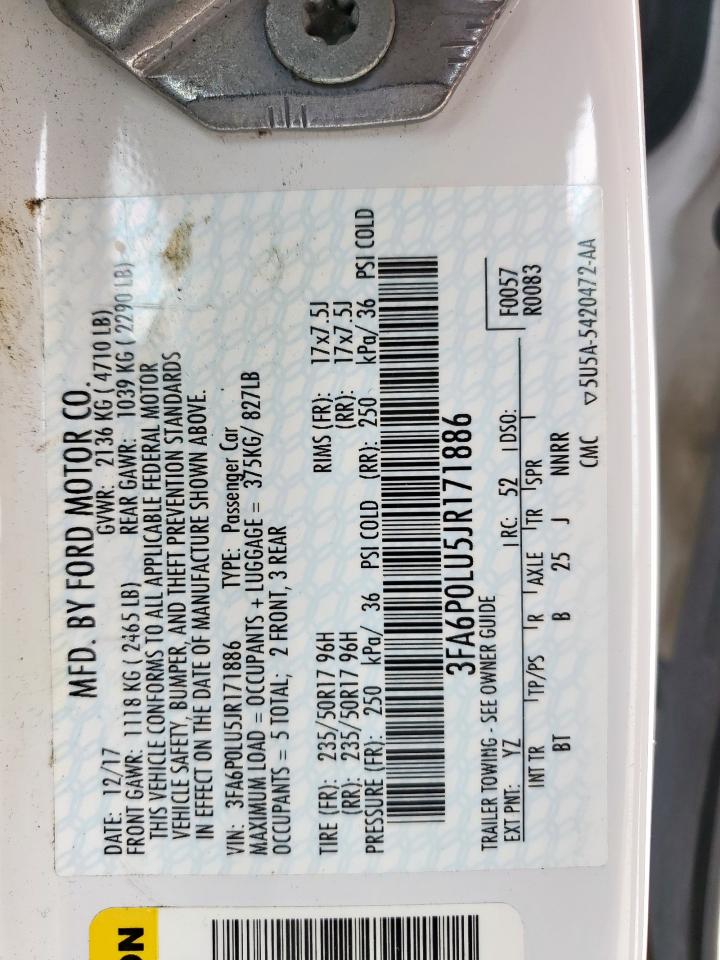 MFD. BY FORD MOTOR CO.
DATE: 12/17 GVWR: 2136 KG ( 4710 LB)
FRONT GAWR: 1118 KG ( 2465 LB) REAR GAWR: 1039 KG ( 2290 LB)
THIS VEHICLE CONFORMS TO ALL APPLICABLE FEDERAL MOTOR
VEHICLE SAFETY, BUMPER, AND THEFT PREVENTION STANDARDS
IN EFFECT ON THE DATE OF MANUFACTURE SHOWN ABOVE.
VIN: 3FA6P0LU5JR171886 TYPE: Passenger Car
MAXIMUM LOAD = OCCUPANTS + LUGGAGE = 375KG/ 827LB
OCCUPANTS = 5 TOTAL; 2 FRONT, 3 REAR
TIRE (FR): 235/50R17 96H RIMS (FR): 17x7.5J
(RR): 235/50R17 96H (RR): 17x7.5J
PRESSURE (FR): 250 kPa/ 36 PSI COLD (RR): 250 kPa/ 36 PSI COLD
3FA6P0LU5JR171886
TRAILER TOWING - SEE OWNER GUIDE F0057
EXT PNT: YZ RC: 52 DSO: R0083
INT TR TP/PS R AXLE TR SPR
BT B 25 J NNRR
CMC ▽5U5A-5420472-AA
ON